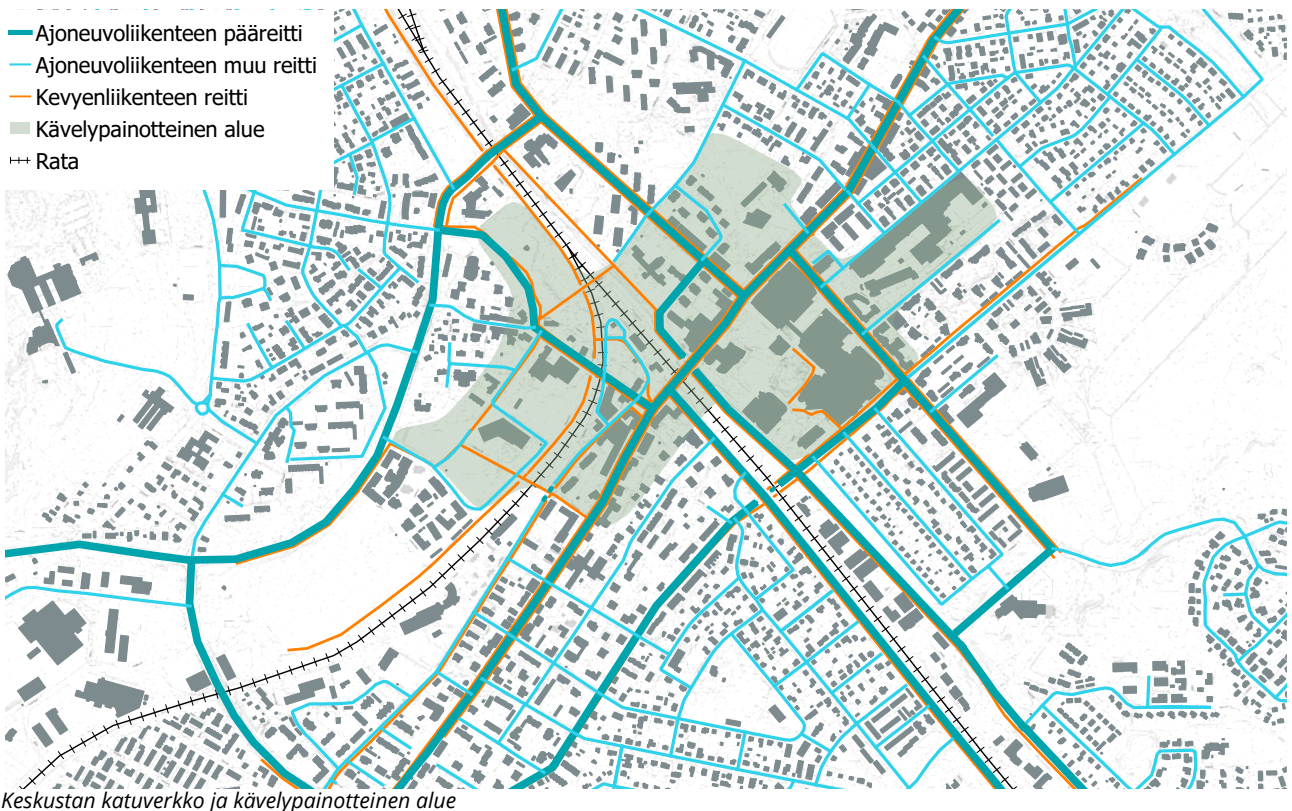 Ajoneuvoliikenteen pääreitti
Ajoneuvoliikenteen muu reitti
Kevyenliikenteen reitti
Kävelypainotteinen alue
Rata
Keskustan katuverkko ja kävelypainotteinen alue